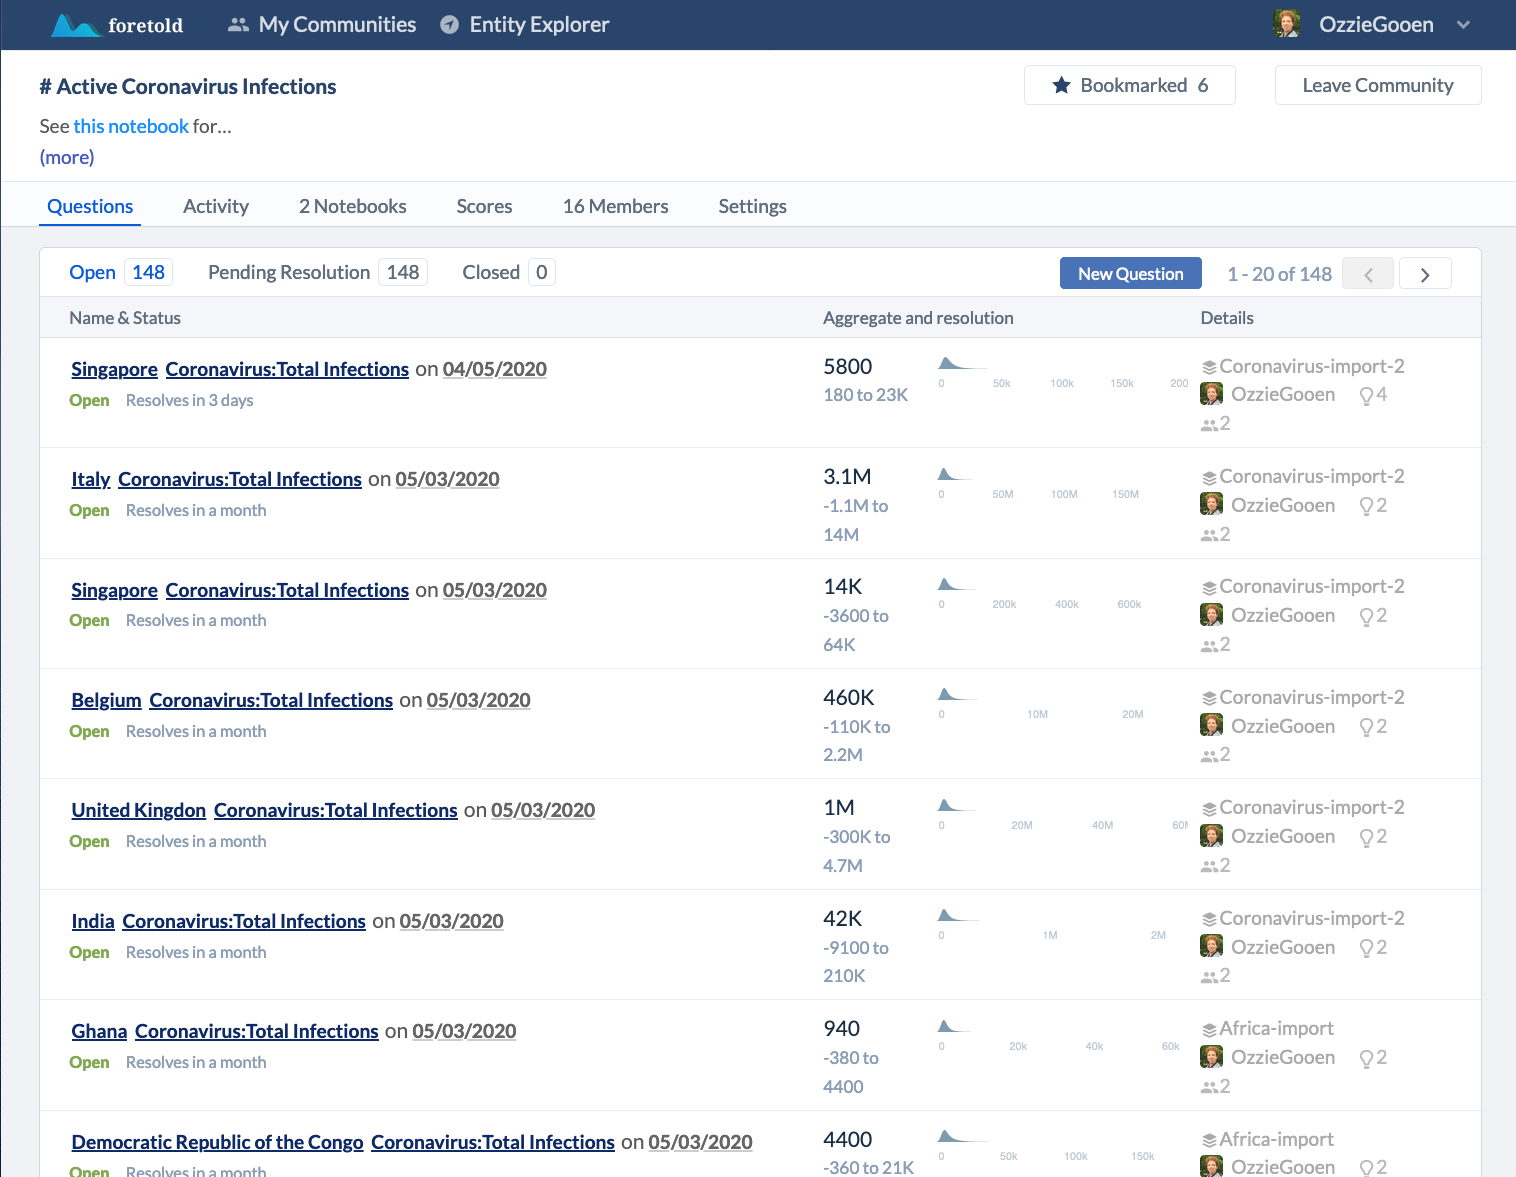 foretold My Communities Entity Explorer OzzieGooen
# Active Coronavirus Infections Bookmarked 6 Leave Community
See this notebook for...
(more)
Questions Activity 2 Notebooks Scores 16 Members Settings
Open 148 Pending Resolution 148 Closed 0 New Question 1 - 20 of 148
Name & Status Aggregate and resolution Details
Singapore Coronavirus:Total Infections on 04/05/2020
Open Resolves in 3 days
5800
180 to 23K
0 50k 100k 150k 200
Coronavirus-import-2
OzzieGooen 4
2
Italy Coronavirus:Total Infections on 05/03/2020
Open Resolves in a month
3.1M
-1.1M to
14M
0 50M 100M 150M
Coronavirus-import-2
OzzieGooen 2
2
Singapore Coronavirus:Total Infections on 05/03/2020
Open Resolves in a month
14K
-3600 to
64K
0 200k 400k 600k
Coronavirus-import-2
OzzieGooen 2
2
Belgium Coronavirus:Total Infections on 05/03/2020
Open Resolves in a month
460K
-110K to
2.2M
0 10M 20M
Coronavirus-import-2
OzzieGooen 2
2
United Kingdon Coronavirus:Total Infections on 05/03/2020
Open Resolves in a month
1M
-300K to
4.7M
0 20M 40M 60M
Coronavirus-import-2
OzzieGooen 2
2
India Coronavirus:Total Infections on 05/03/2020
Open Resolves in a month
42K
-9100 to
210K
0 1M 2M
Coronavirus-import-2
OzzieGooen 2
2
Ghana Coronavirus:Total Infections on 05/03/2020
Open Resolves in a month
940
-380 to
4400
0 20k 40k 60k
Africa-import
OzzieGooen 2
2
Democratic Republic of the Congo Coronavirus:Total Infections on 05/03/2020
Open Resolves in a month
4400
-360 to 21K
0 50k 100k 150k
Africa-import
OzzieGooen 2